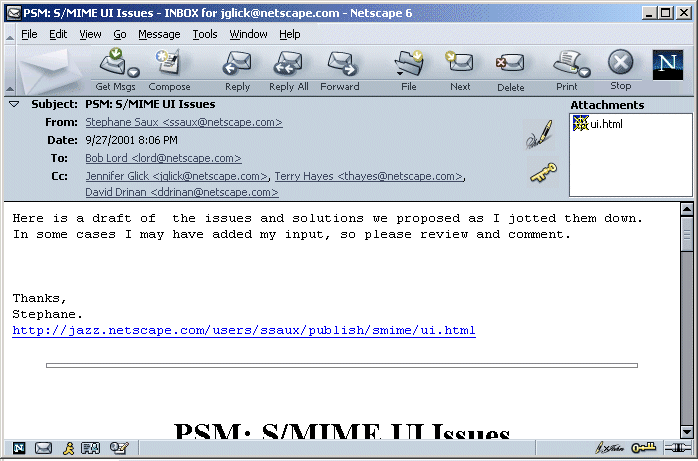 PSM: S/MIME UI Issues - INBOX for jglick@netscape.com - Netscape 6
File Edit View Go Message Tools Window Help
Get Msgs Compose Reply Reply All Forward File Next Delete Print Stop
N
Subject: PSM: S/MIME UI Issues
From: Stephane Saux <ssaux@netscape.com>
Date: 9/27/2001 8:06 PM
To: Bob Lord <lord@netscape.com>
Cc: Jennifer Glick <jglick@netscape.com>, Terry Hayes <thayes@netscape.com>,
David Drinan <ddrinan@netscape.com>
Attachments
ui.html
Here is a draft of  the issues and solutions we proposed as I jotted them down.
In some cases I may have added my input, so please review and comment.
Thanks,
Stephane.
http://jazz.netscape.com/users/ssaux/publish/smime/ui.html
PSM: S/MIME UI Issues
N